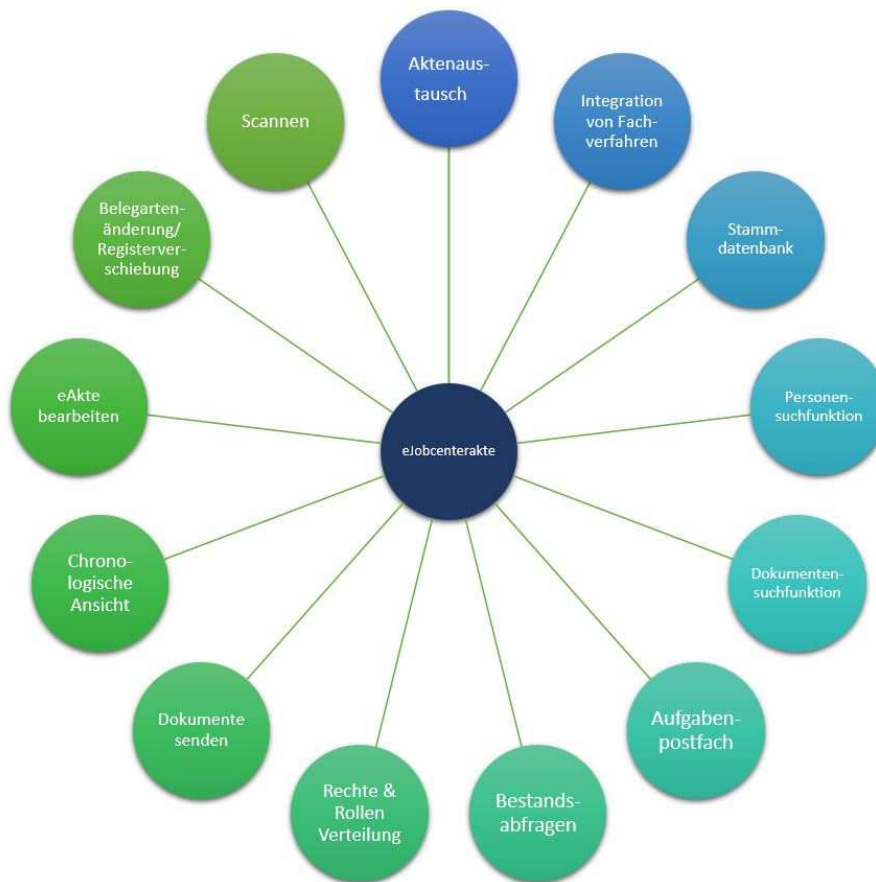 Aktenaus-
tausch
Integration
von Fach-
verfahren
Stamm-
datenbank
Personen-
suchfunktion
Dokumenten-
suchfunktion
Aufgaben-
postfach
Bestands-
abfragen
Rechte &
Rollen
Verteilung
Dokumente
senden
Chrono-
logische
Ansicht
eAkte
bearbeiten
Belegarten-
änderung/
Registerver-
schiebung
Scannen
eJobcenterakte